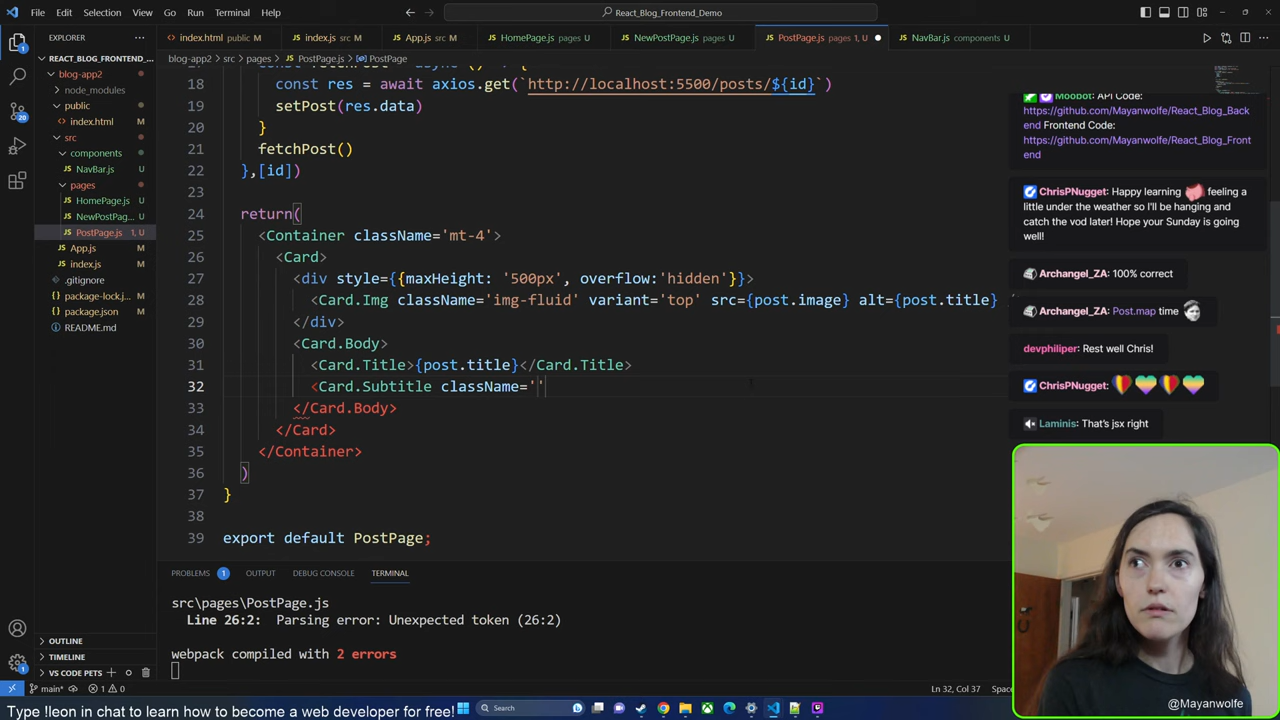 File Edit Selection View Go Run Terminal Help
React_Blog_Frontend_Demo
EXPLORER
index.html public M
index.js src M
App.js src M
HomePage.js pages U
NewPostPage.js pages U
PostPage.js pages 1, U
NavBar.js components U
REACT_BLOG_FRONTEND_...
blog-app2 > src > pages > PostPage.js > PostPage
blog-app2
node_modules
public
index.html M
src
components
NavBar.js U
pages
HomePage.js U
NewPostPag... U
PostPage.js 1, U
App.js M
index.js M
.gitignore
package-lock.j... M
package.json M
README.md
18 const res = await axios.get(`http://localhost:5500/posts/${id}`)
19 setPost(res.data)
20 }
21 fetchPost()
22 },[id])
23
24 return(
25 <Container className='mt-4'>
26 <Card>
27 <div style={{maxHeight: '500px', overflow:'hidden'}}>
28 <Card.Img className='img-fluid' variant='top' src={post.image} alt={post.title}
29 </div>
30 <Card.Body>
31 <Card.Title>{post.title}</Card.Title>
32 <Card.Subtitle className=''
33 </Card.Body>
34 </Card>
35 </Container>
36 )
37 }
38
39 export default PostPage;
Moobot: API Code:
https://github.com/Mayanwolfe/React_Blog_Back
end Frontend Code:
https://github.com/Mayanwolfe/React_Blog_Front
end
ChrisPNugget: Happy learning feeling a
little under the weather so I'll be hanging and
catch the vod later! Hope your Sunday is going
well!
Archangel_ZA: 100% correct
Archangel_ZA: Post.map time
devphiliper: Rest well Chris!
ChrisPNugget:
Laminis: That's jsx right
PROBLEMS 1 OUTPUT DEBUG CONSOLE TERMINAL
src\pages\PostPage.js
Line 26:2: Parsing error: Unexpected token (26:2)
webpack compiled with 2 errors
OUTLINE
TIMELINE
VS CODE PETS
main* 1 0
Ln 32, Col 37
Type !leon in chat to learn how to become a web developer for free!
Search
@Mayanwolfe